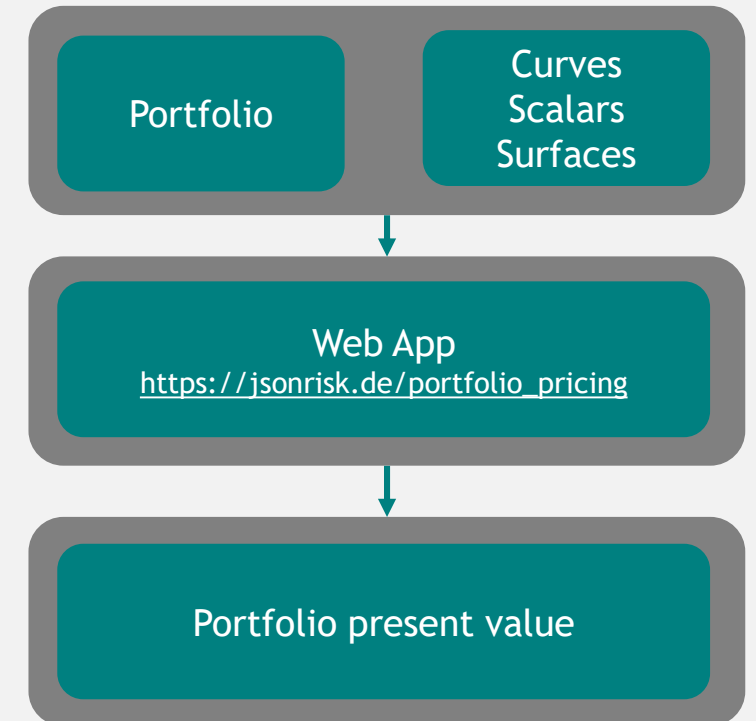 Portfolio
Curves
Scalars
Surfaces
Web App
https://jsonrisk.de/portfolio_pricing
Portfolio present value